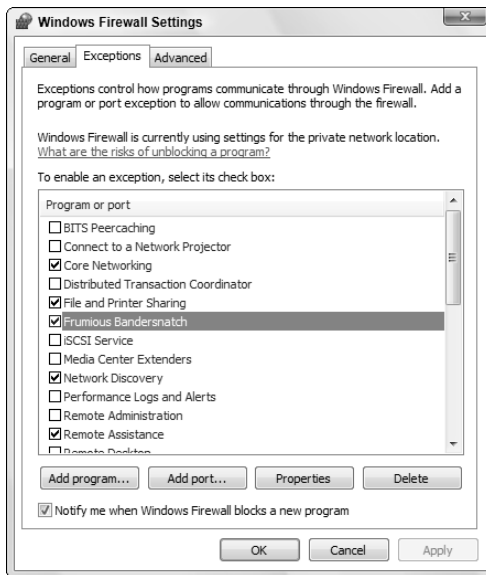 Windows Firewall Settings
General Exceptions Advanced
Exceptions control how programs communicate through Windows Firewall. Add a
program or port exception to allow communications through the firewall.
Windows Firewall is currently using settings for the private network location.
What are the risks of unblocking a program?
To enable an exception, select its check box:
Program or port
BITS Peercaching
Connect to a Network Projector
Core Networking
Distributed Transaction Coordinator
File and Printer Sharing
Frumious Bandersnatch
iSCSI Service
Media Center Extenders
Network Discovery
Performance Logs and Alerts
Remote Administration
Remote Assistance
Remote Desktop
Add program... Add port... Properties Delete
Notify me when Windows Firewall blocks a new program
OK Cancel Apply